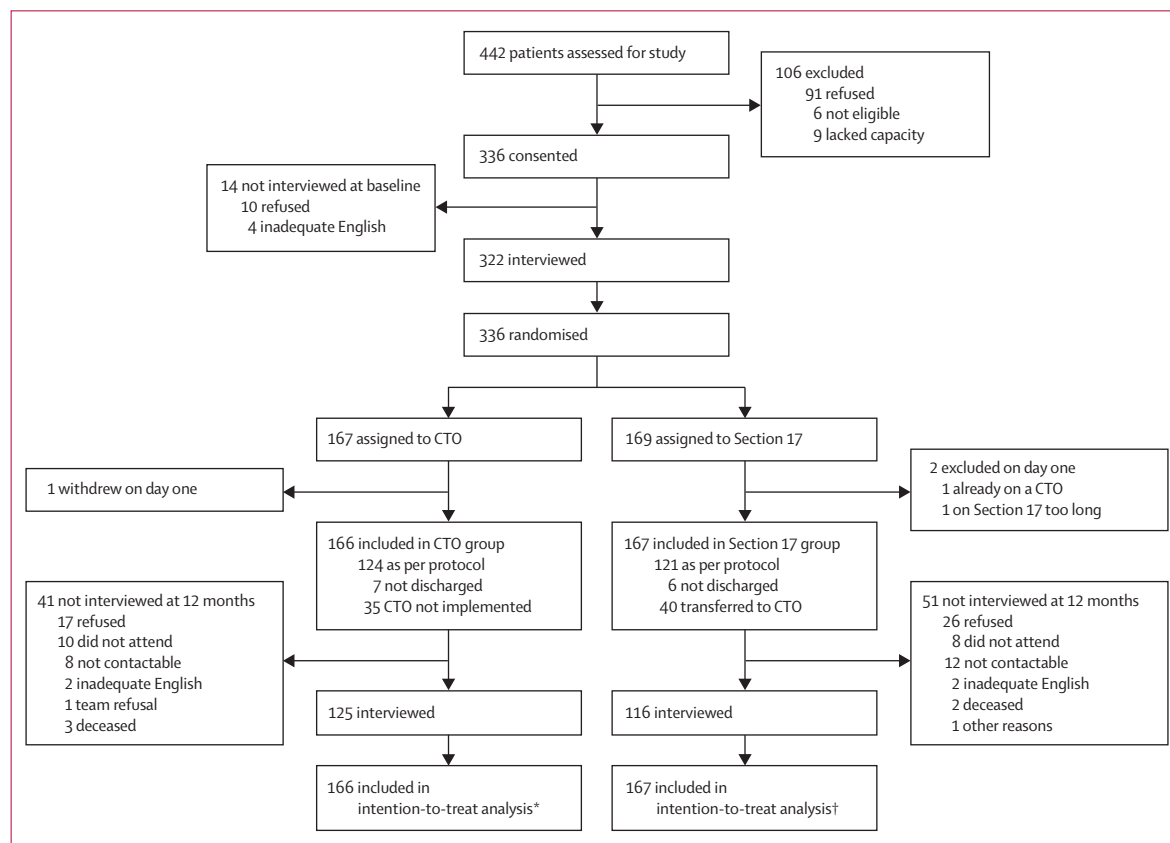 442 patients assessed for study
106 excluded
91 refused
6 not eligible
9 lacked capacity
336 consented
14 not interviewed at baseline
10 refused
4 inadequate English
322 interviewed
336 randomised
167 assigned to CTO
169 assigned to Section 17
1 withdrew on day one
2 excluded on day one
1 already on a CTO
1 on Section 17 too long
166 included in CTO group
124 as per protocol
7 not discharged
35 CTO not implemented
167 included in Section 17 group
121 as per protocol
6 not discharged
40 transferred to CTO
41 not interviewed at 12 months
17 refused
10 did not attend
8 not contactable
2 inadequate English
1 team refusal
3 deceased
51 not interviewed at 12 months
26 refused
8 did not attend
12 not contactable
2 inadequate English
2 deceased
1 other reasons
125 interviewed
116 interviewed
166 included in
intention-to-treat analysis*
167 included in
intention-to-treat analysis†